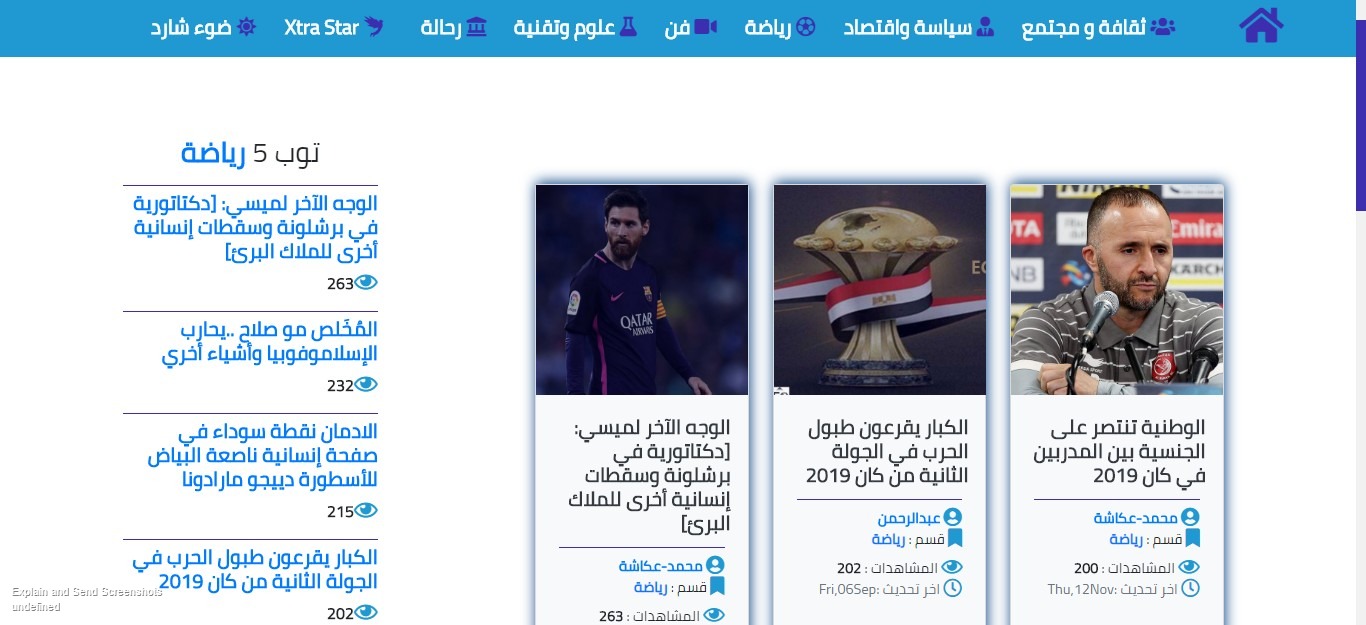 ثقافة و مجتمع سياسة واقتصاد رياضة فن علوم وتقنية رحالة Xtra Star ضوء شارد
الوطنية تنتصر على
الجنسية بين المدربين
في كان 2019
محمد-عكاشة
قسم : رياضة
المشاهدات : 200
اخر تحديث :Thu,12Nov
الكبار يقرعون طبول
الحرب في الجولة
الثانية من كان 2019
عبدالرحمن
قسم : رياضة
المشاهدات : 202
اخر تحديث :Fri,06Sep
QATAR
AIRWAYS
الوجه الآخر لميسي:
[دكتاتورية في
برشلونة وسقطات
إنسانية أخرى للملاك
البرئ]
محمد-عكاشة
قسم : رياضة
المشاهدات : 263
توب 5 رياضة
الوجه الآخر لميسي: [دكتاتورية
في برشلونة وسقطات إنسانية
أخرى للملاك البرئ]
263
المُخَلص مو صلاح ..يحارب
الإسلاموفوبيا وأشياء أخري
232
الادمان نقطة سوداء في
صفحة إنسانية ناصعة البياض
للأسطورة دييجو مارادونا
215
الكبار يقرعون طبول الحرب في
الجولة الثانية من كان 2019
202
Explain and Send Screenshots
undefined